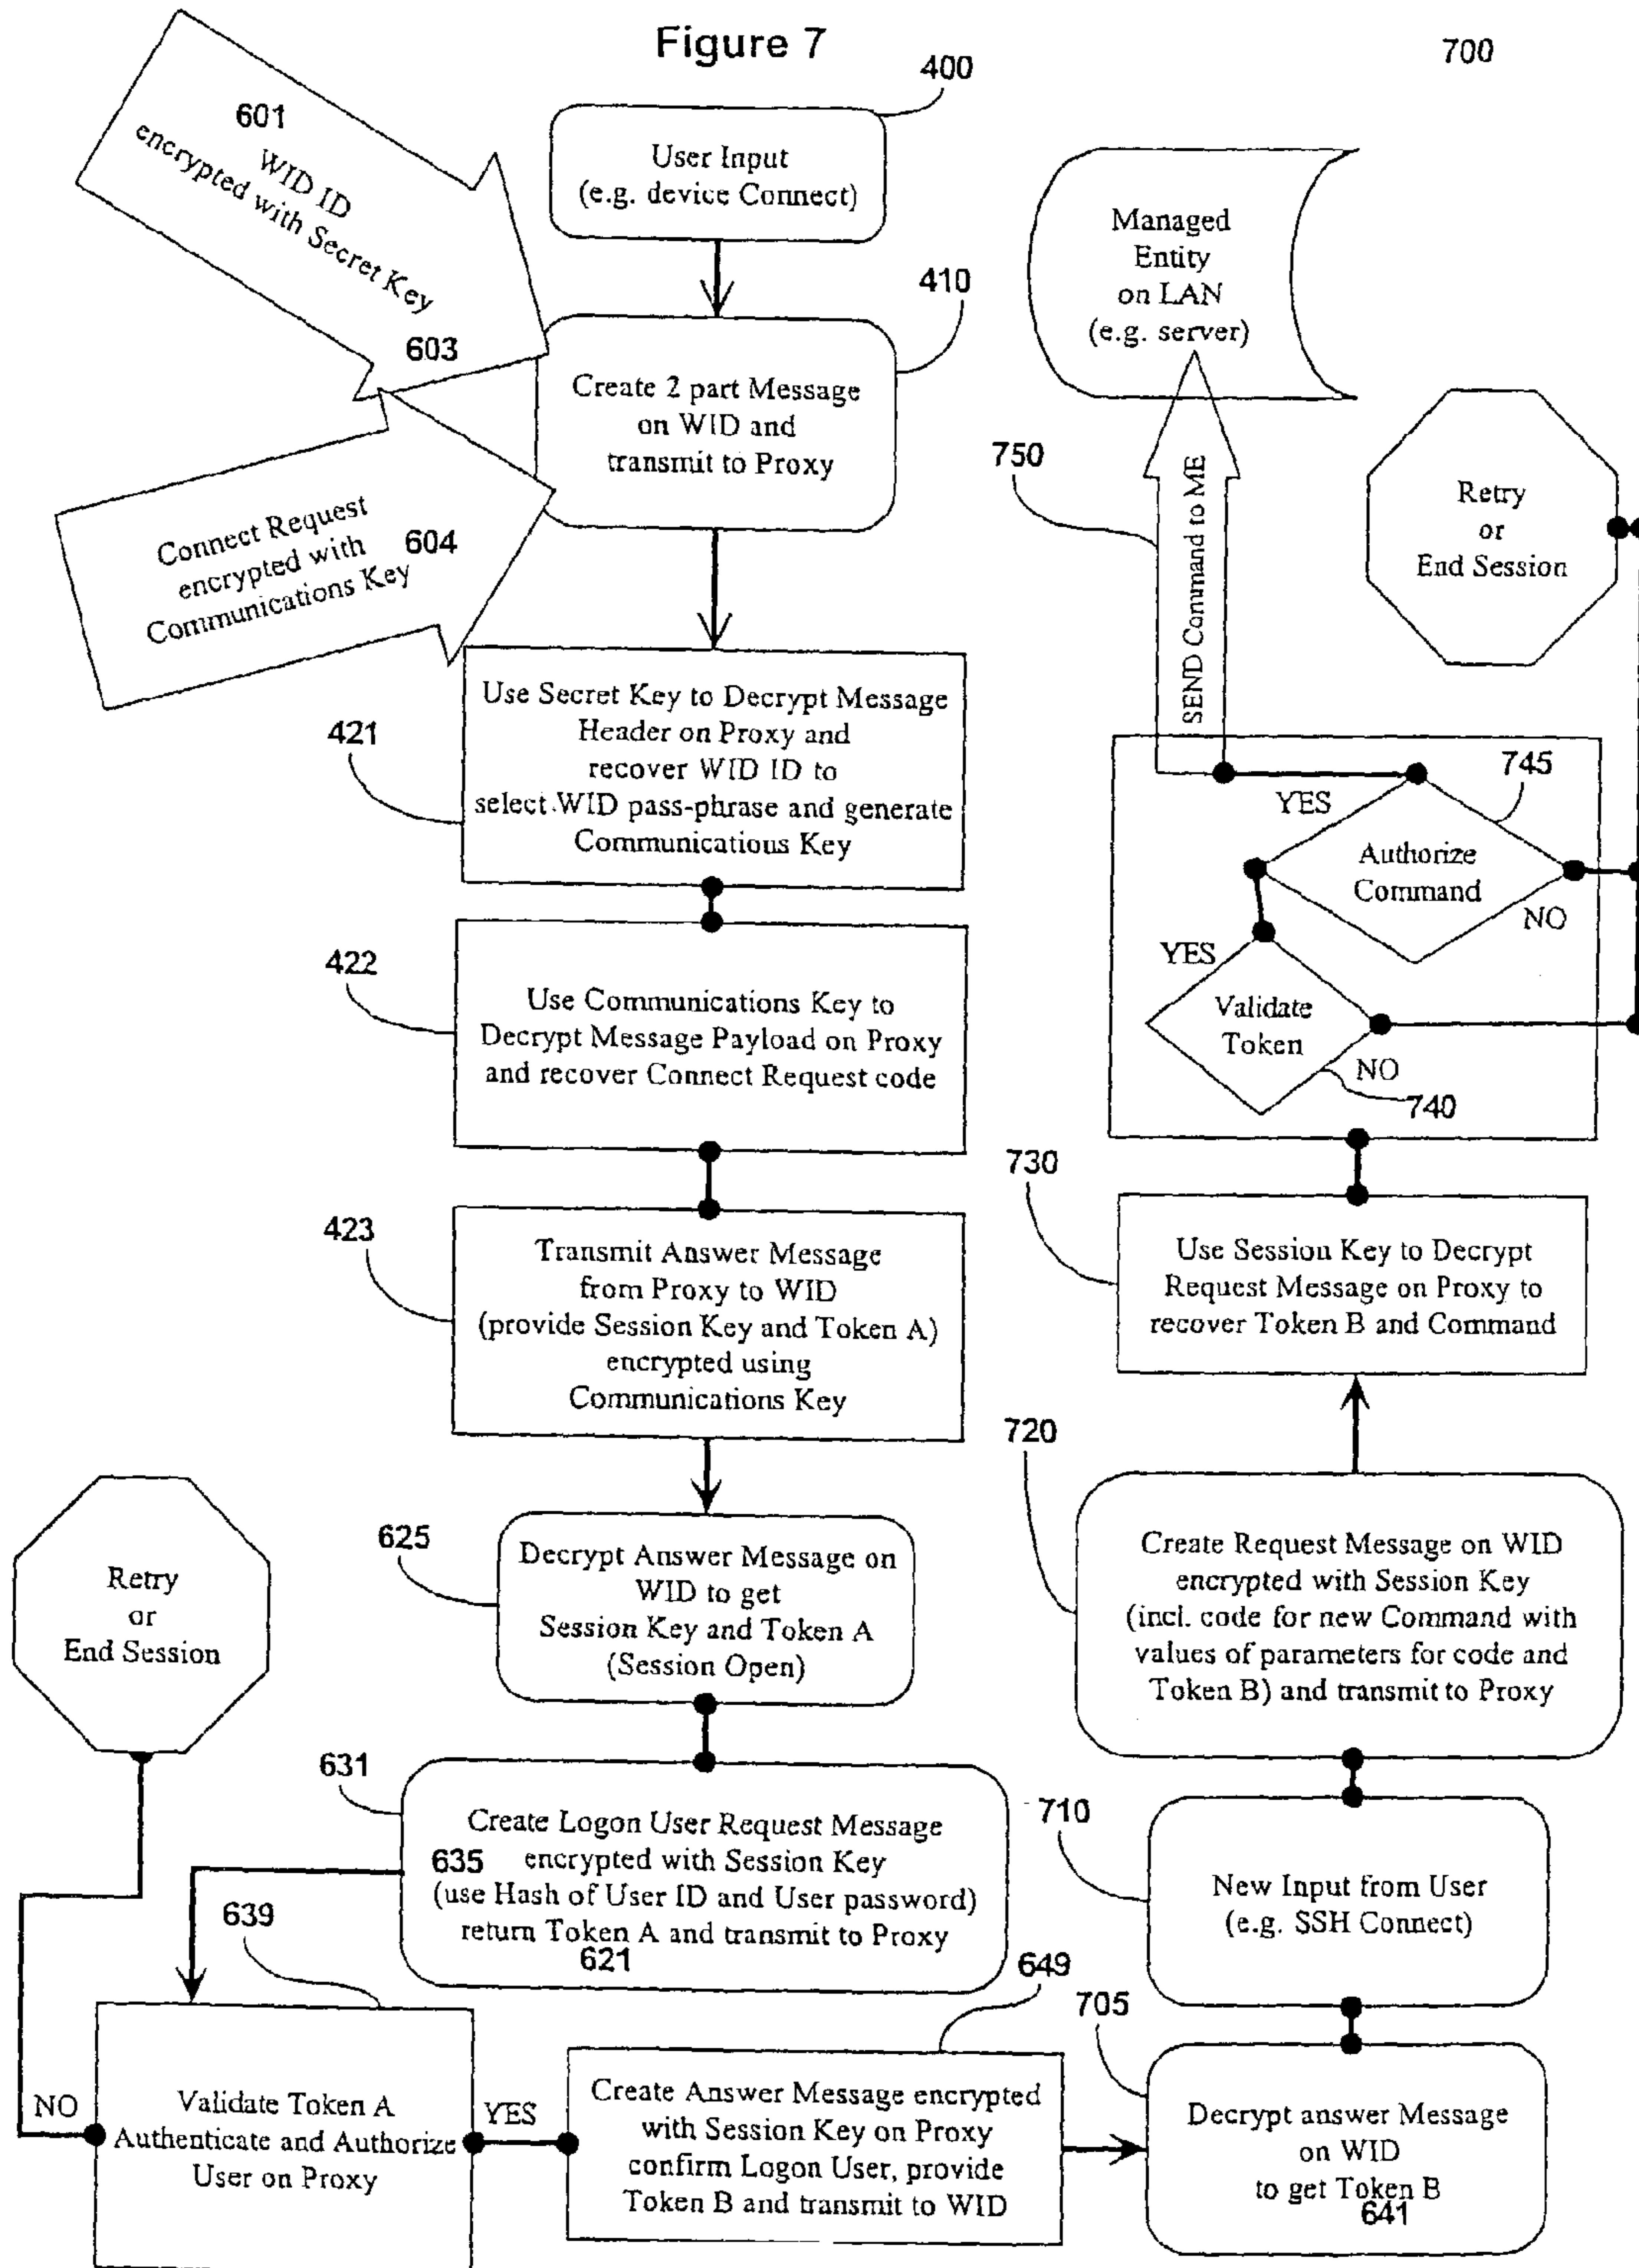 Figure 7
700
400
User Input
(e.g. device Connect)
601
WID ID
encrypted with Secret Key
603
410
Create 2 part Message
on WID and
transmit to Proxy
Connect Request
encrypted with
604
Communications Key
421
Use Secret Key to Decrypt Message
Header on Proxy and
recover WID ID to
select WID pass-phrase and generate
Communications Key
422
Use Communications Key to
Decrypt Message Payload on Proxy
and recover Connect Request code
423
Transmit Answer Message
from Proxy to WID
(provide Session Key and Token A)
encrypted using
Communications Key
625
Decrypt Answer Message on
WID to get
Session Key and Token A
(Session Open)
Retry
or
End Session
631
Create Logon User Request Message
635 encrypted with Session Key
(use Hash of User ID and User password)
return Token A and transmit to Proxy
621
639
NO
Validate Token A
Authenticate and Authorize
User on Proxy
YES
649
Create Answer Message encrypted
with Session Key on Proxy
confirm Logon User, provide
Token B and transmit to WID
705
Decrypt answer Message
on WID
to get Token B
641
710
New Input from User
(e.g. SSH Connect)
720
Create Request Message on WID
encrypted with Session Key
(incl. code for new Command with
values of parameters for code and
Token B) and transmit to Proxy
730
Use Session Key to Decrypt
Request Message on Proxy to
recover Token B and Command
YES
Validate
Token
NO
740
YES
745
Authorize
Command
NO
750
SEND Command to ME
Managed
Entity
on LAN
(e.g. server)
Retry
or
End Session